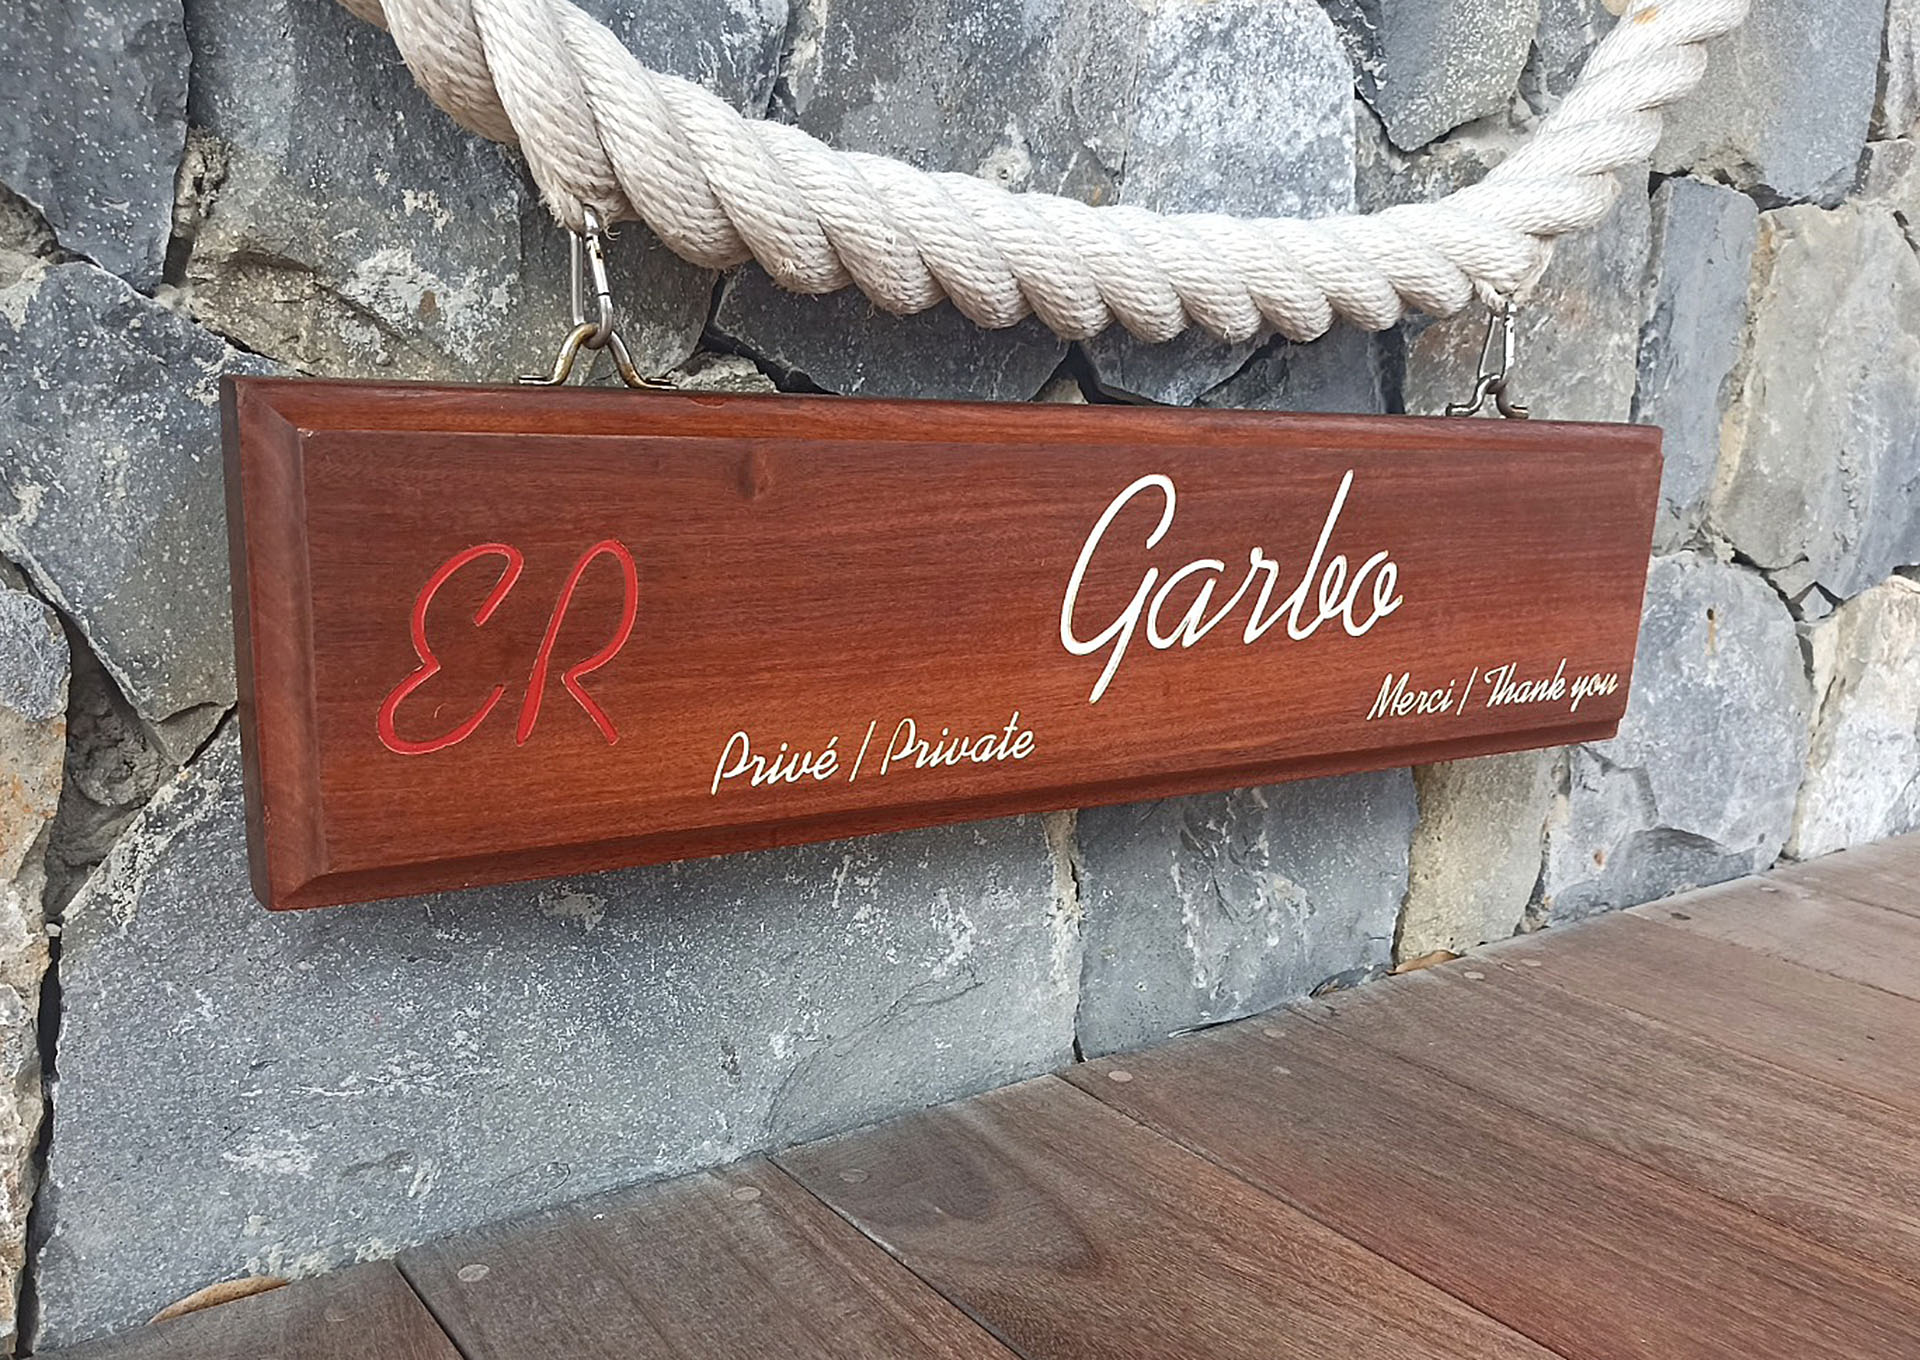 ER
Garbo
Privé / Private
Merci / Thank you